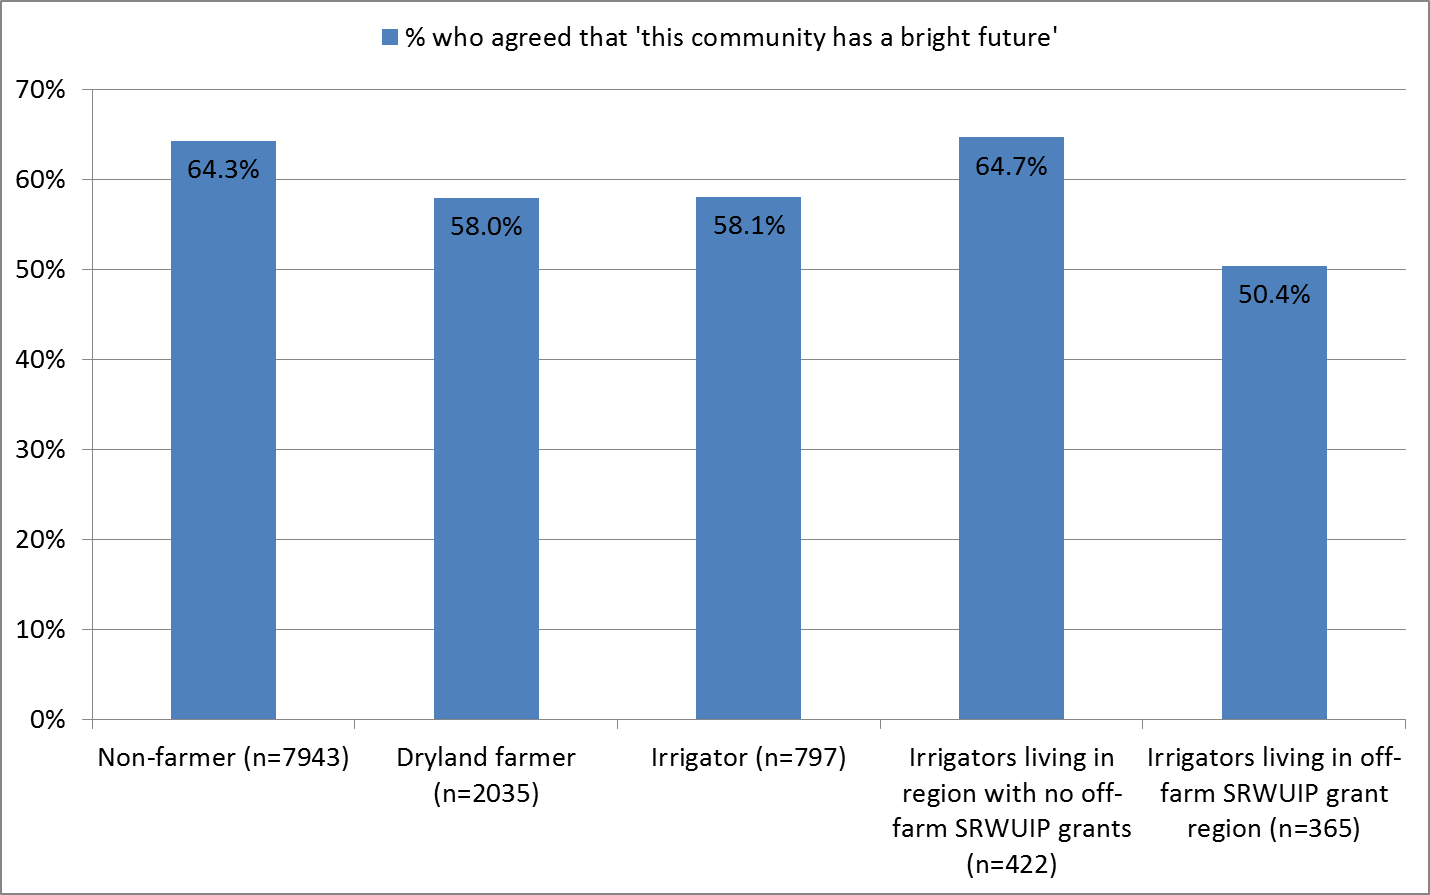 % who agreed that 'this community has a bright future'
70%
60%
50%
40%
30%
20%
10%
0%
64.3%
58.0%
58.1%
64.7%
50.4%
Non-farmer (n=7943)
Dryland farmer
(n=2035)
Irrigator (n=797)
Irrigators living in
region with no off-
farm SRWUIP grants
(n=422)
Irrigators living in off-
farm SRWUIP grant
region (n=365)